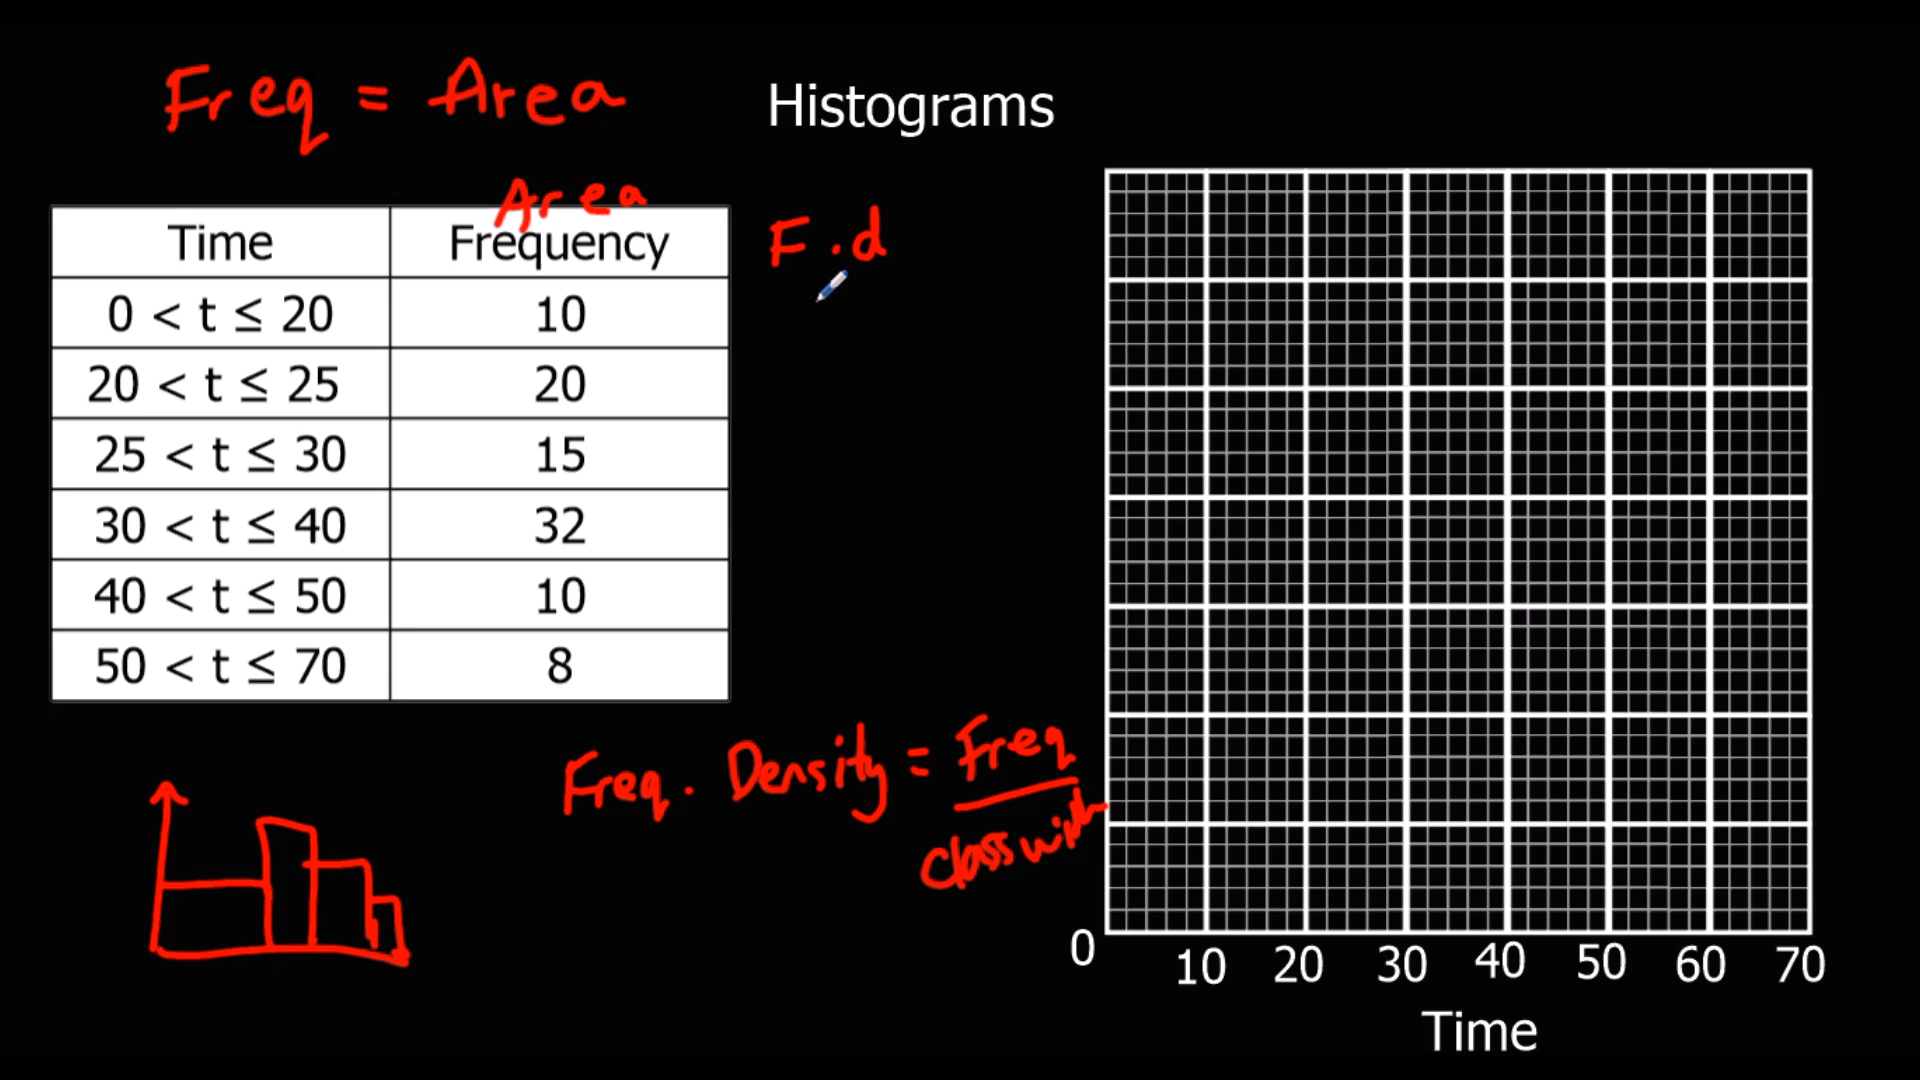 Freq = Area
Histograms
Area
Time Frequency
F.d
0 < t ≤ 20 10
20 < t ≤ 25 20
25 < t ≤ 30 15
30 < t ≤ 40 32
40 < t ≤ 50 10
50 < t ≤ 70 8
Freq. Density = Freq
class
0
10 20 30 40 50 60 70
Time